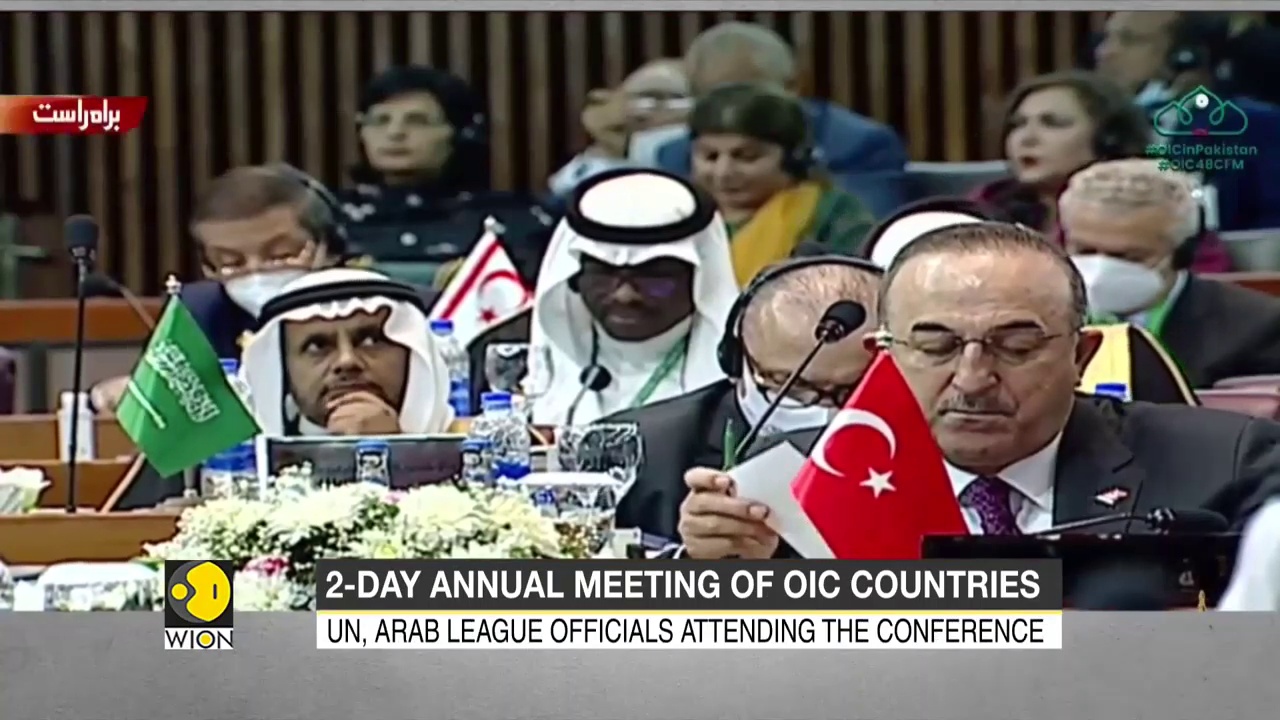 براہ راست
#OICinPakistan
#OIC48CFM
2-DAY ANNUAL MEETING OF OIC COUNTRIES
UN, ARAB LEAGUE OFFICIALS ATTENDING THE CONFERENCE
WION